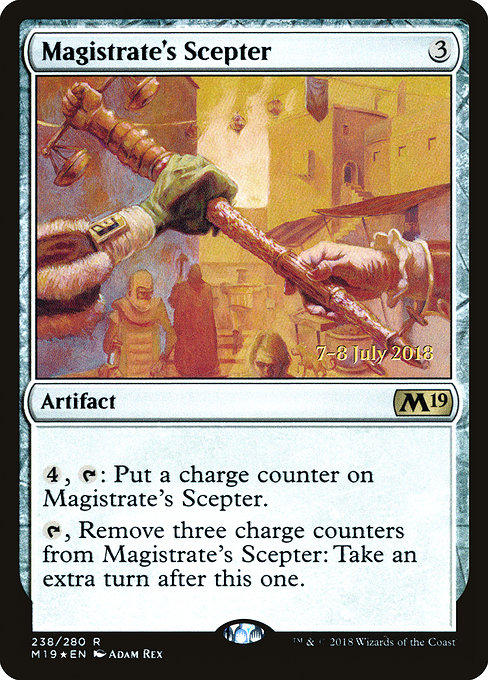 Magistrate's Scepter 3
7–8 July 2018
Artifact M19
4, : Put a charge counter on
Magistrate's Scepter.
, Remove three charge counters
from Magistrate's Scepter: Take an
extra turn after this one.
238/280 R
M19★EN Adam Rex
™ & © 2018 Wizards of the Coast